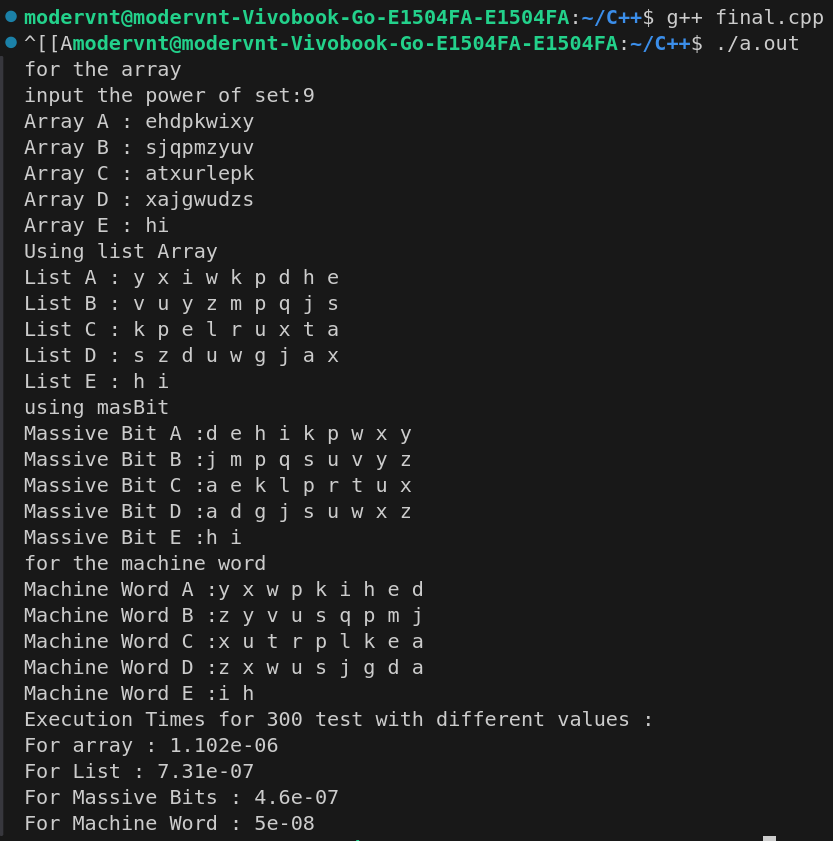 modervnt@modervnt-Vivobook-Go-E1504FA-E1504FA:~/C++$ g++ final.cpp
^[[Amodervnt@modervnt-Vivobook-Go-E1504FA-E1504FA:~/C++$ ./a.out
for the array
input the power of set:9
Array A : ehdpkwixy
Array B : sjqpmzyuv
Array C : atxurlepk
Array D : xajgwudzs
Array E : hi
Using list Array
List A : y x i w k p d h e
List B : v u y z m p q j s
List C : k p e l r u x t a
List D : s z d u w g j a x
List E : h i
using masBit
Massive Bit A :d e h i k p w x y
Massive Bit B :j m p q s u v y z
Massive Bit C :a e k l p r t u x
Massive Bit D :a d g j s u w x z
Massive Bit E :h i
for the machine word
Machine Word A :y x w p k i h e d
Machine Word B :z y v u s q p m j
Machine Word C :x u t r p l k e a
Machine Word D :z x w u s j g d a
Machine Word E :i h
Execution Times for 300 test with different values :
For array : 1.102e-06
For List : 7.31e-07
For Massive Bits : 4.6e-07
For Machine Word : 5e-08